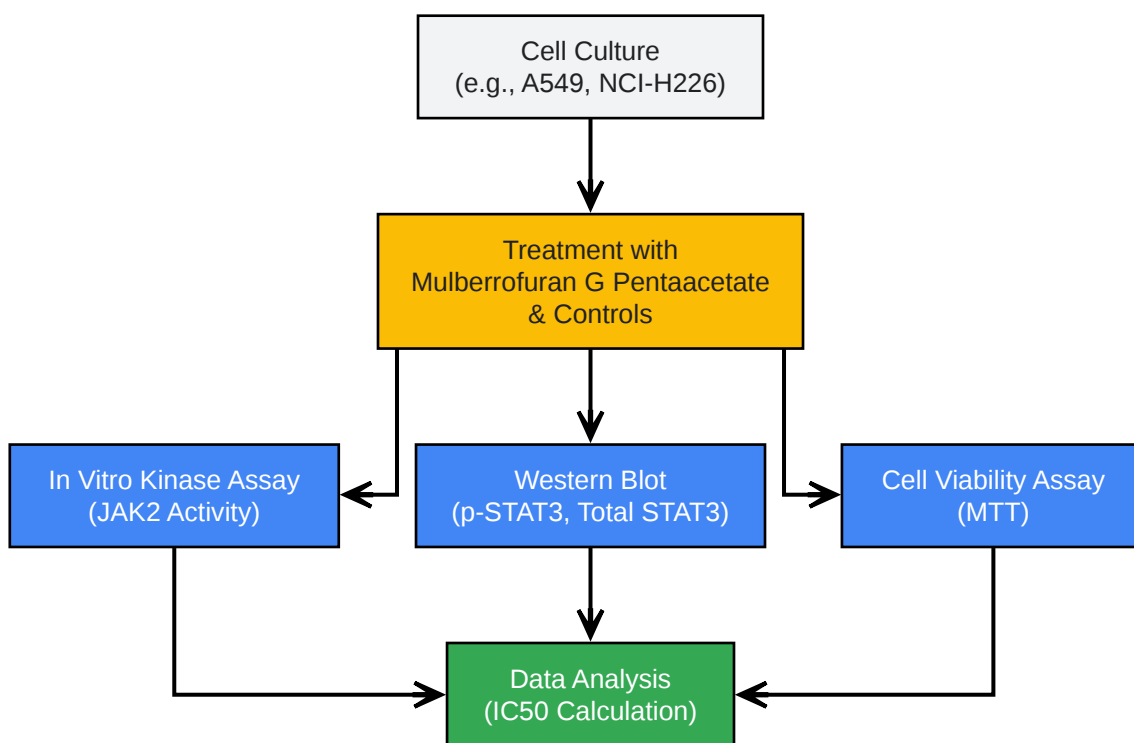 Cell Culture
(e.g., A549, NCI-H226)
Treatment with
Mulberrofuran G Pentaacetate
& Controls
In Vitro Kinase Assay
(JAK2 Activity)
Western Blot
(p-STAT3, Total STAT3)
Cell Viability Assay
(MTT)
Data Analysis
(IC50 Calculation)